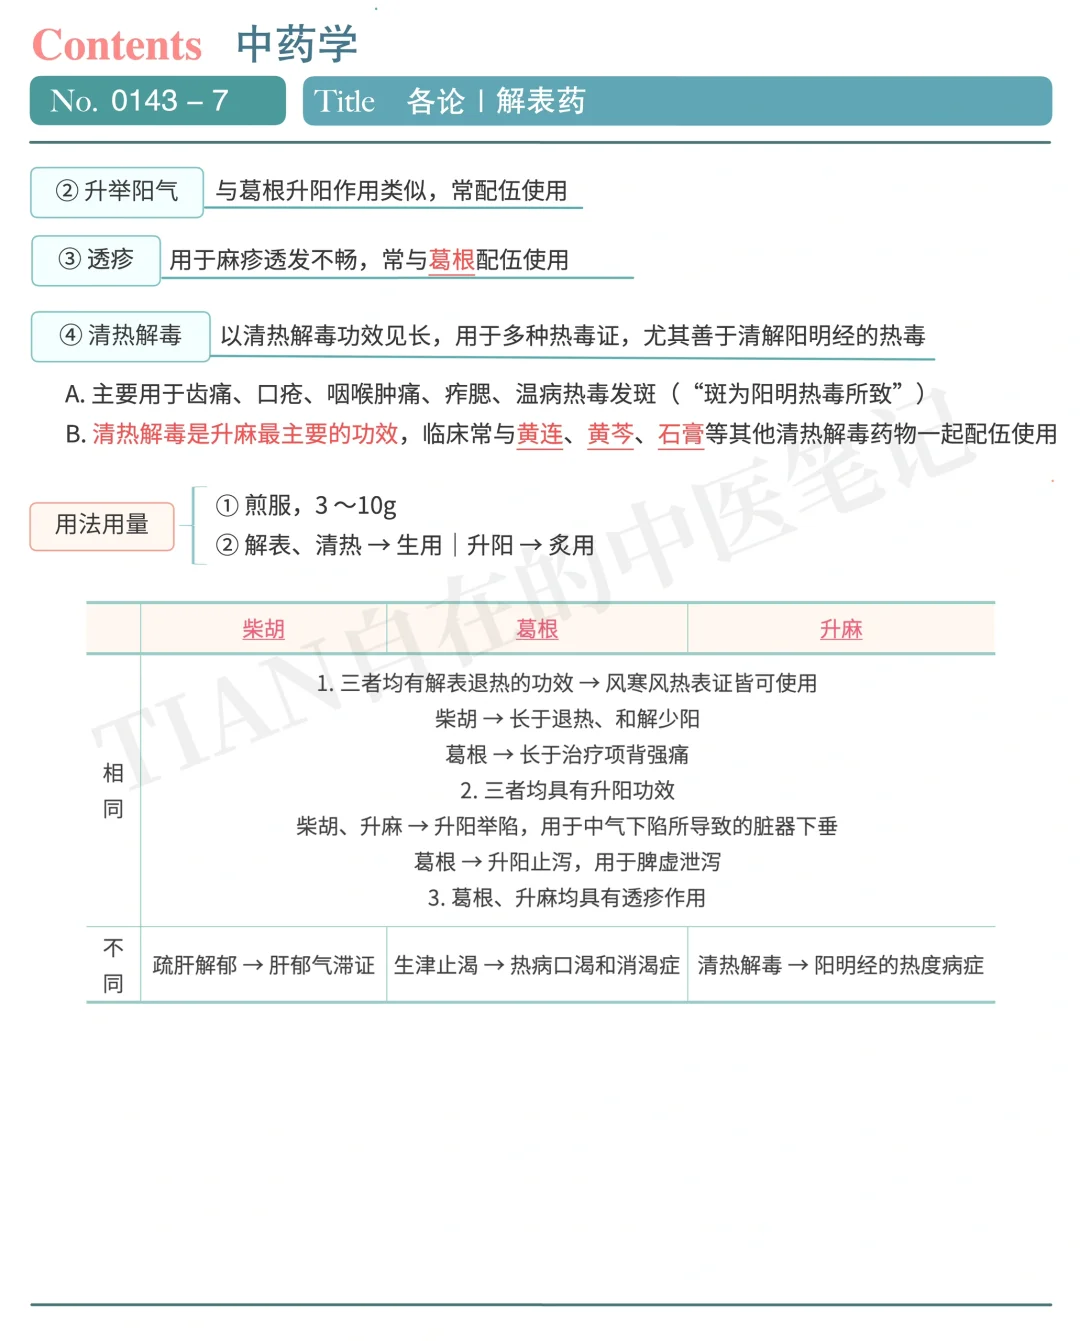 Contents 中药学
No. 0143 – 7
Title 各论 | 解表药
② 升举阳气 与葛根升阳作用类似，常配伍使用
③ 透疹 用于麻疹透发不畅，常与葛根配伍使用
④ 清热解毒 以清热解毒功效见长，用于多种热毒证，尤其善于清解阳明经的热毒
A. 主要用于齿痛、口疮、咽喉肿痛、痄腮、温病热毒发斑（“斑为阳明热毒所致”）
B. 清热解毒是升麻最主要的功效，临床常与黄连、黄芩、石膏等其他清热解毒药物一起配伍使用
用法用量
① 煎服，3 ～10g
② 解表、清热 → 生用｜升阳 → 炙用
柴胡 葛根 升麻
相同
1. 三者均有解表退热的功效 → 风寒风热表证皆可使用
柴胡 → 长于退热、和解少阳
葛根 → 长于治疗项背强痛
2. 三者均具有升阳功效
柴胡、升麻 → 升阳举陷，用于中气下陷所导致的脏器下垂
葛根 → 升阳止泻，用于脾虚泄泻
3. 葛根、升麻均具有透疹作用
不同
疏肝解郁 → 肝郁气滞证 生津止渴 → 热病口渴和消渴症 清热解毒 → 阳明经的热度病症
TIAN自在的中医笔记